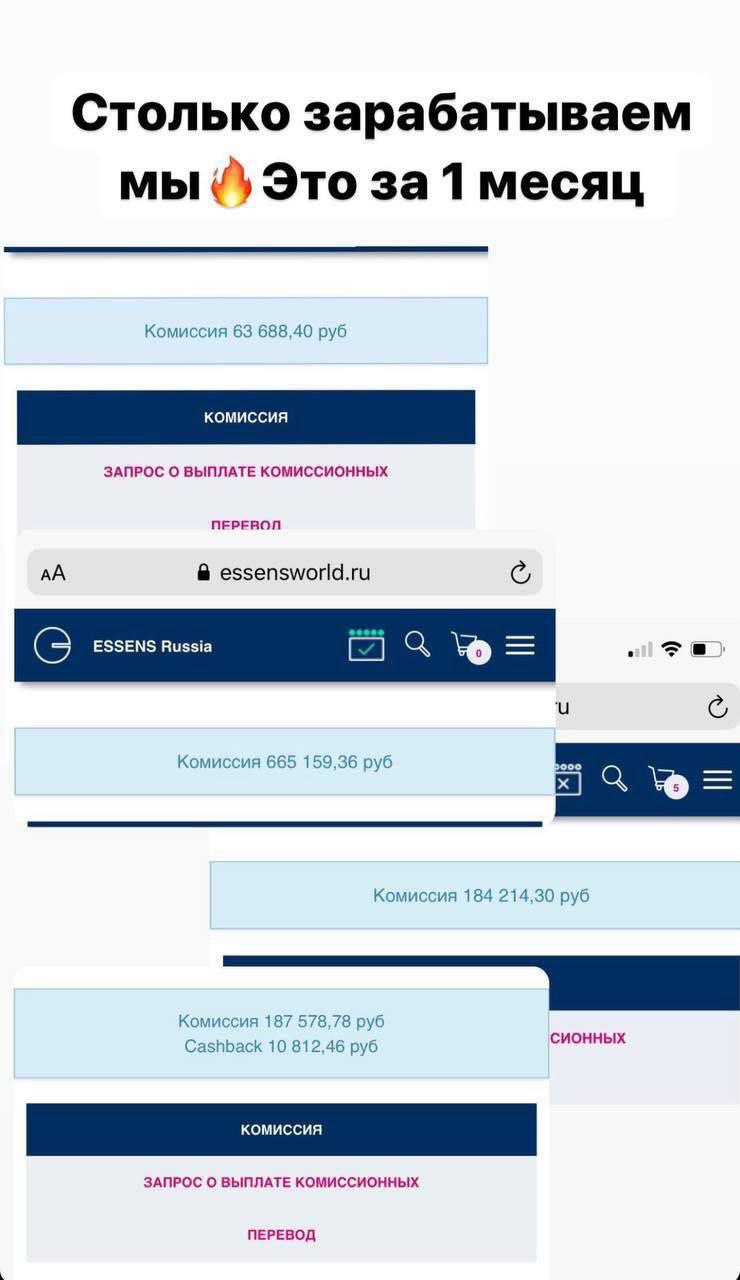 Столько зарабатываем
мы🔥Это за 1 месяц
Комиссия 63 688,40 руб
КОМИССИЯ
ЗАПРОС О ВЫПЛАТЕ КОМИССИОННЫХ
ПЕРЕВОД
AA essensworld.ru
ESSENS Russia 0
Комиссия 665 159,36 руб
ru
5
Комиссия 184 214,30 руб
Комиссия 187 578,78 руб
Cashback 10 812,46 руб
СИОННЫХ
КОМИССИЯ
ЗАПРОС О ВЫПЛАТЕ КОМИССИОННЫХ
ПЕРЕВОД